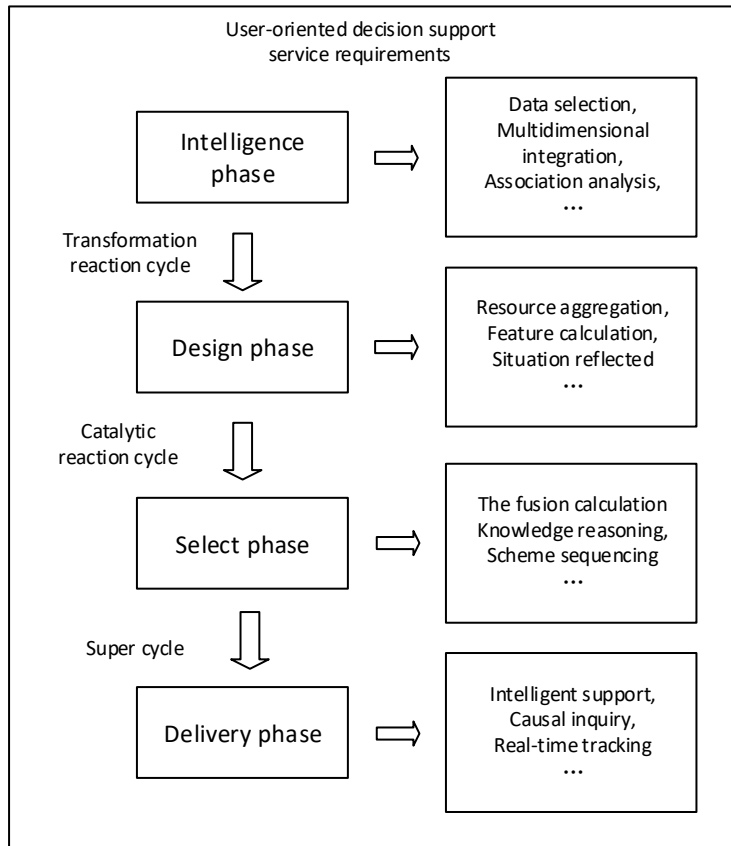 User-oriented decision support
service requirements
Intelligence
phase
Data selection,
Multidimensional
integration,
Association analysis,
...
Transformation
reaction cycle
Design phase
Resource aggregation,
Feature calculation,
Situation reflected
...
Catalytic
reaction cycle
Select phase
The fusion calculation
Knowledge reasoning,
Scheme sequencing
...
Super cycle
Delivery phase
Intelligent support,
Causal inquiry,
Real-time tracking
...